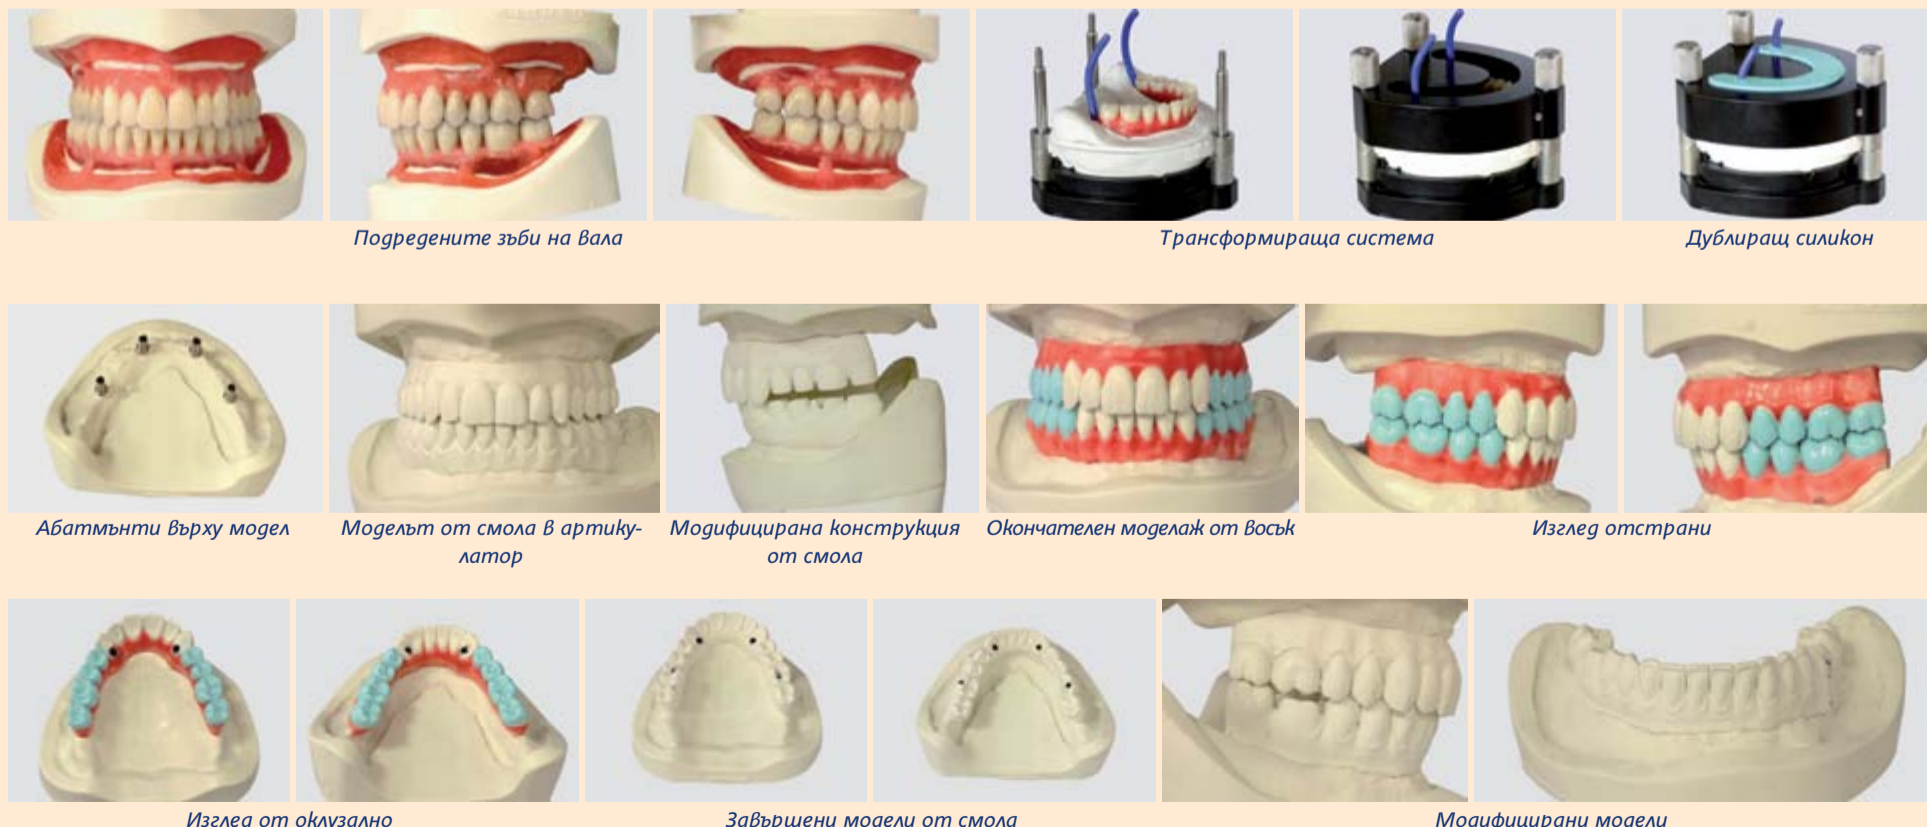 Подредените зъби на вала
Трансформираща система
Дублиращ силикон
Абатмънти върху модел
Моделът от смола в артику-
латор
Модифицирана конструкция
от смола
Окончателен моделаж от восък
Изглед отстрани
Изглед от оклузално
Завършени модели от смола
Модифицирани модели